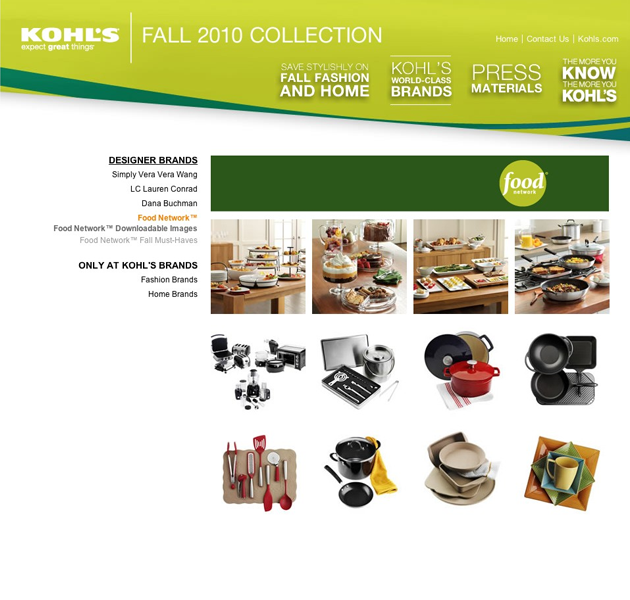 KOHL'S
expect great things
FALL 2010 COLLECTION
Home | Contact Us | Kohls.com
SAVE STYLISHLY ON
FALL FASHION
AND HOME
KOHL'S
WORLD-CLASS
BRANDS
PRESS
MATERIALS
THE MORE YOU
KNOW
THE MORE YOU
KOHL'S
DESIGNER BRANDS
Simply Vera Vera Wang
LC Lauren Conrad
Dana Buchman
Food Network™
Food Network™ Downloadable Images
Food Network™ Fall Must-Haves
ONLY AT KOHL'S BRANDS
Fashion Brands
Home Brands
food
network